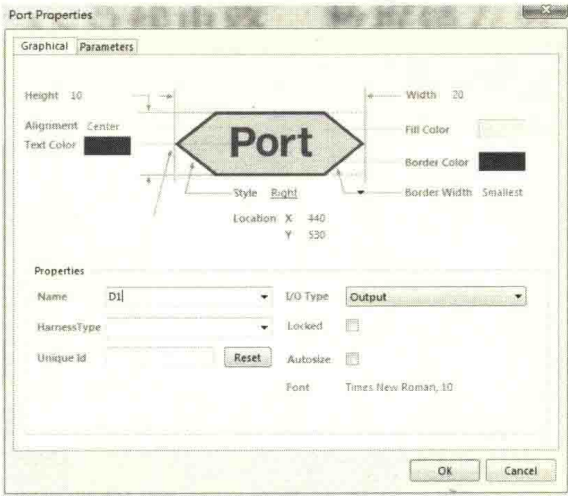 Port Properties
Graphical Parameters
Height 10
Width 20
Alignment Center
Text Color
Port
Fill Color
Border Color
Style Right
Border Width Smallest
Location X 440
Y 530
Properties
Name D1
I/O Type Output
HarnessType
Locked
Unique Id Reset
Autosize
Font Times New Roman, 10
OK Cancel